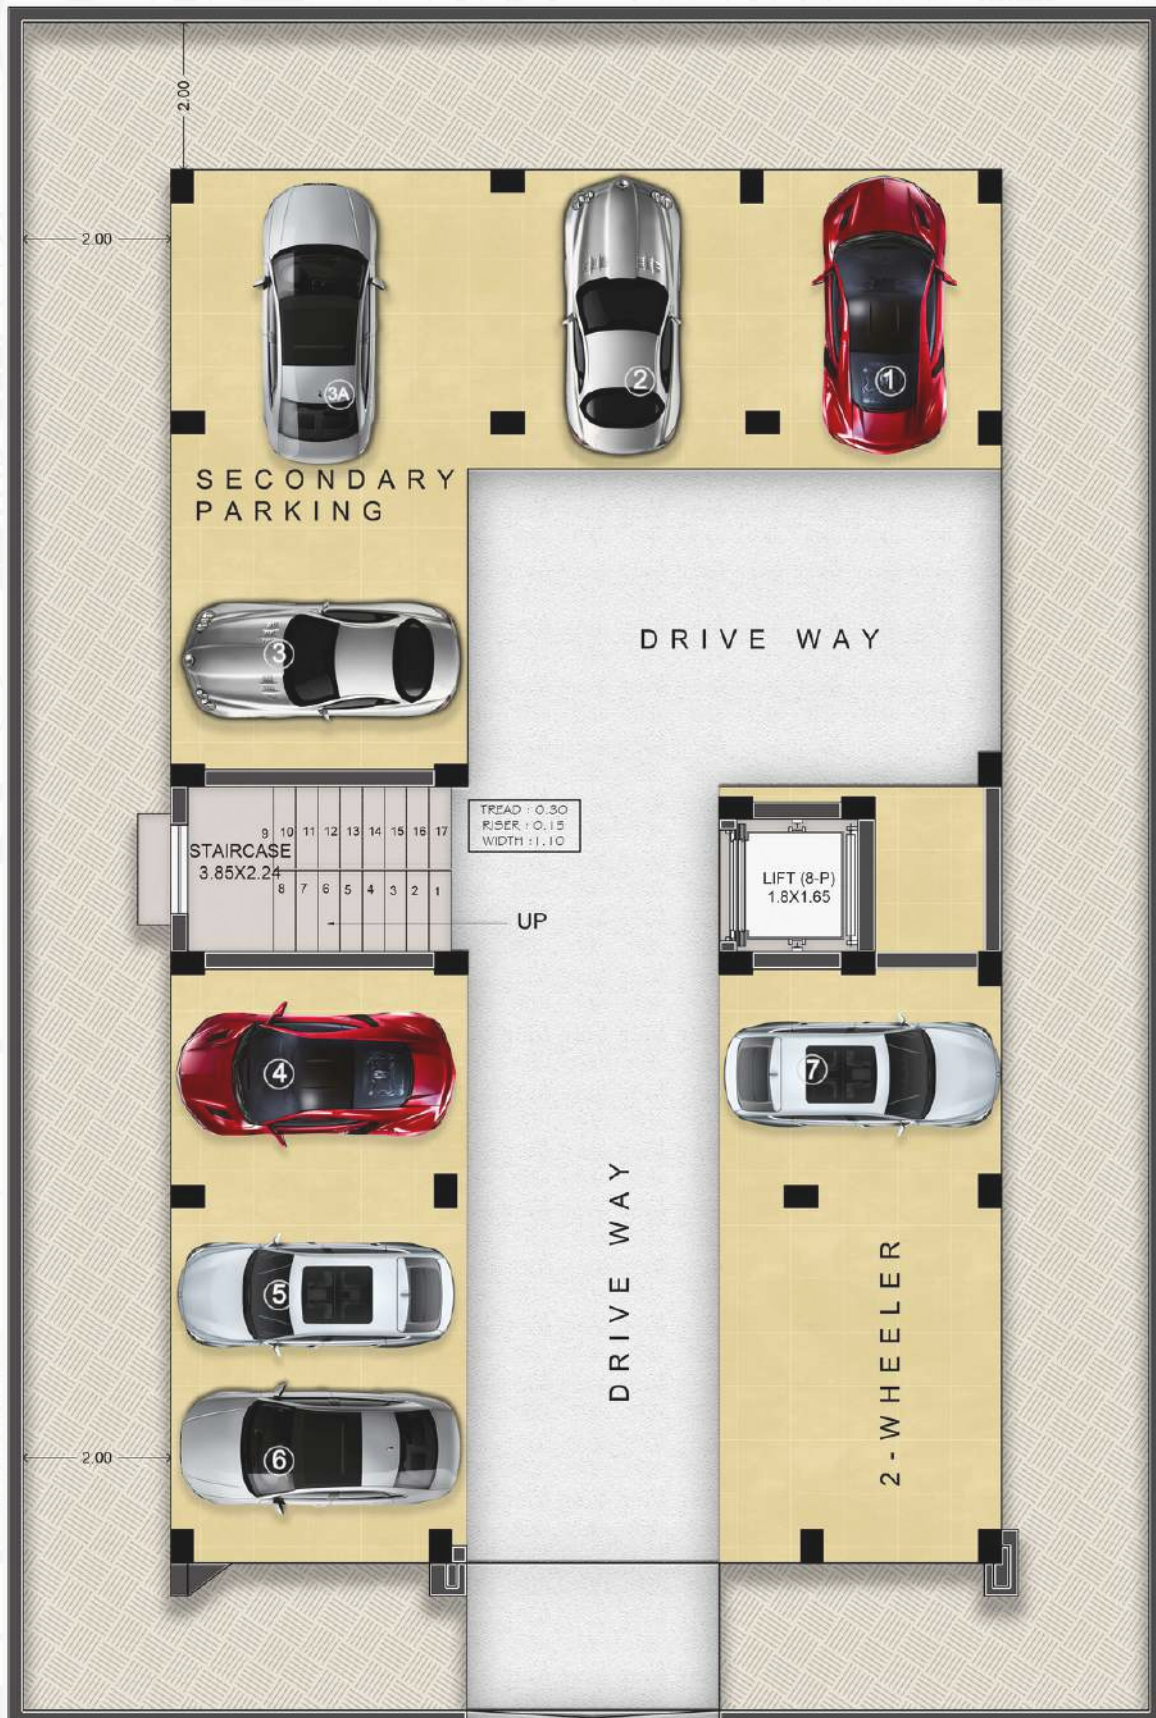 2.00
2.00
3A
2
1
SECONDARY
PARKING
3
DRIVE WAY
TREAD : 0.30
RISER : 0.15
WIDTH : 1.10
9 10 11 12 13 14 15 16 17
STAIRCASE
3.85X2.24
8 7 6 5 4 3 2 1
UP
LIFT (8-P)
1.8X1.65
4
7
DRIVE WAY
5
2-WHEELER
6
2.00